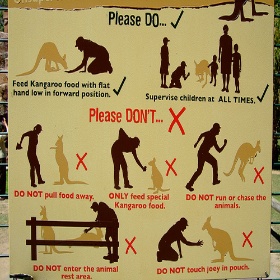 Please DO...
Feed Kangaroo food with flat
hand low in forward position.
Supervise children at ALL TIMES.
Please DON'T...
DO NOT pull food away.
ONLY feed special
Kangaroo food.
DO NOT run or chase the
animals.
DO NOT enter the animal
rest area.
DO NOT touch joey in pouch.